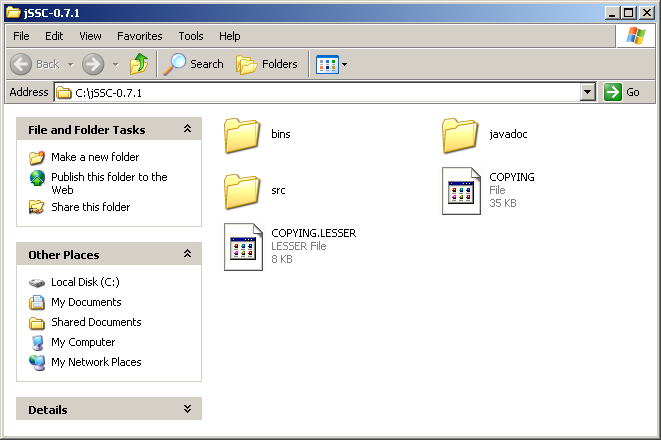 jSSC-0.7.1
File Edit View Favorites Tools Help
Back Search Folders
Address C:\jSSC-0.7.1 Go
File and Folder Tasks
Make a new folder
Publish this folder to the
Web
Share this folder
Other Places
Local Disk (C:)
My Documents
Shared Documents
My Computer
My Network Places
Details
bins
javadoc
src
COPYING
File
35 KB
COPYING.LESSER
LESSER File
8 KB